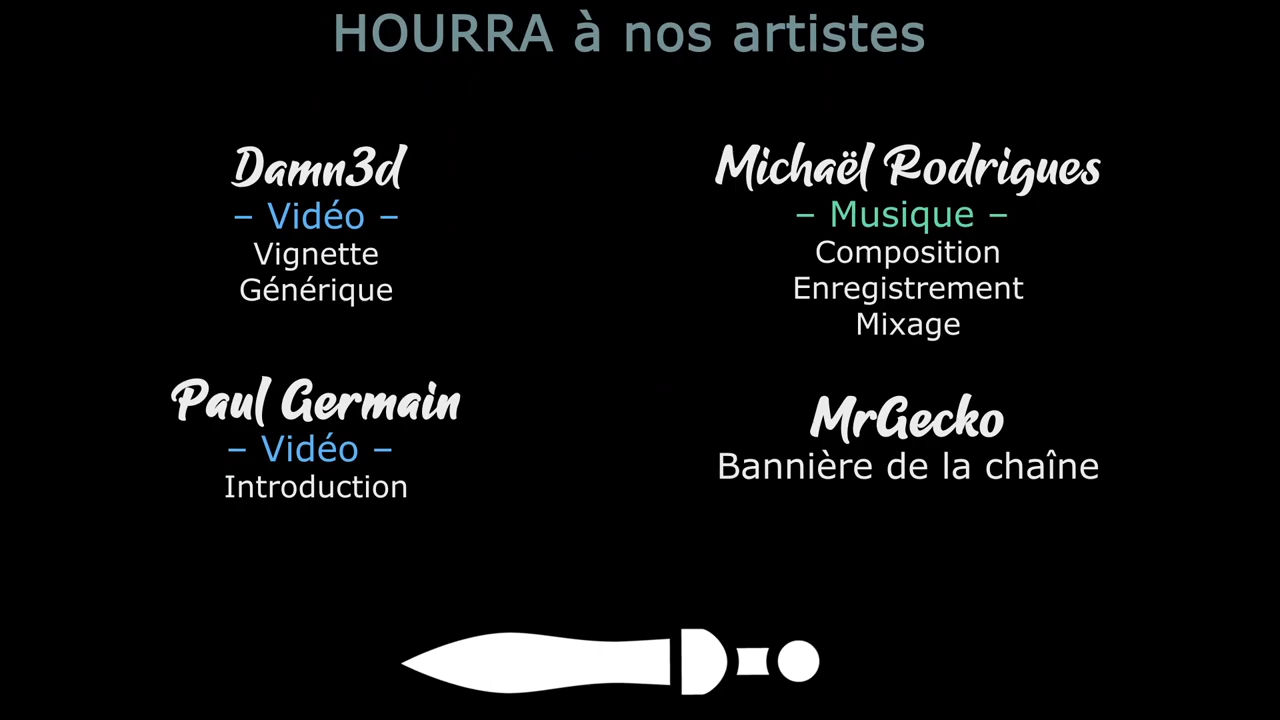 HOURRA à nos artistes
Damn3d
– Vidéo –
Vignette
Générique
Michaël Rodrigues
– Musique –
Composition
Enregistrement
Mixage
Paul Germain
– Vidéo –
Introduction
MrGecko
Bannière de la chaîne